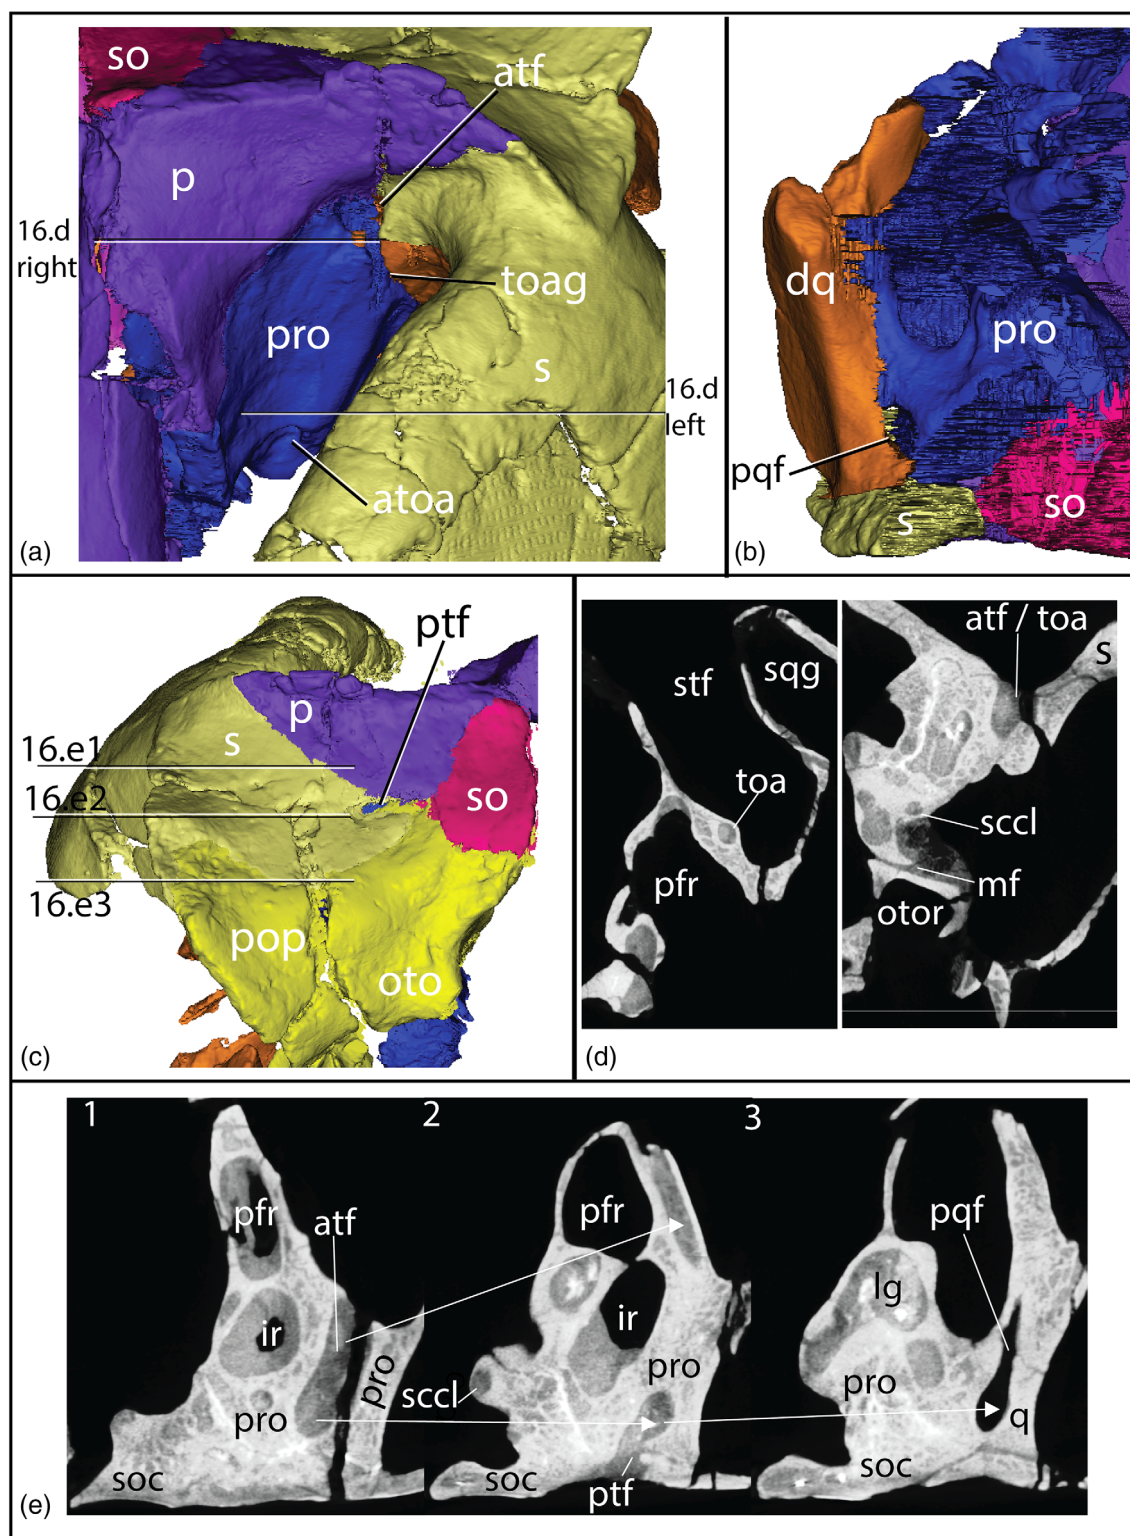 so
atf
p
16.d
right
toag
pro
s
16.d
left
atoa
(a)
dq
pro
pqf
so
s
(b)
ptf
p
s
16.e1
16.e2
so
16.e3
pop
oto
(c)
atf / toa
s
sqg
stf
toa
sccl
pfr
mf
otor
(d)
1
2
3
pfr
atf
pfr
pqf
lg
ir
ir
pro
pro
sccl
pro
pro
q
soc
soc
soc
ptf
(e)